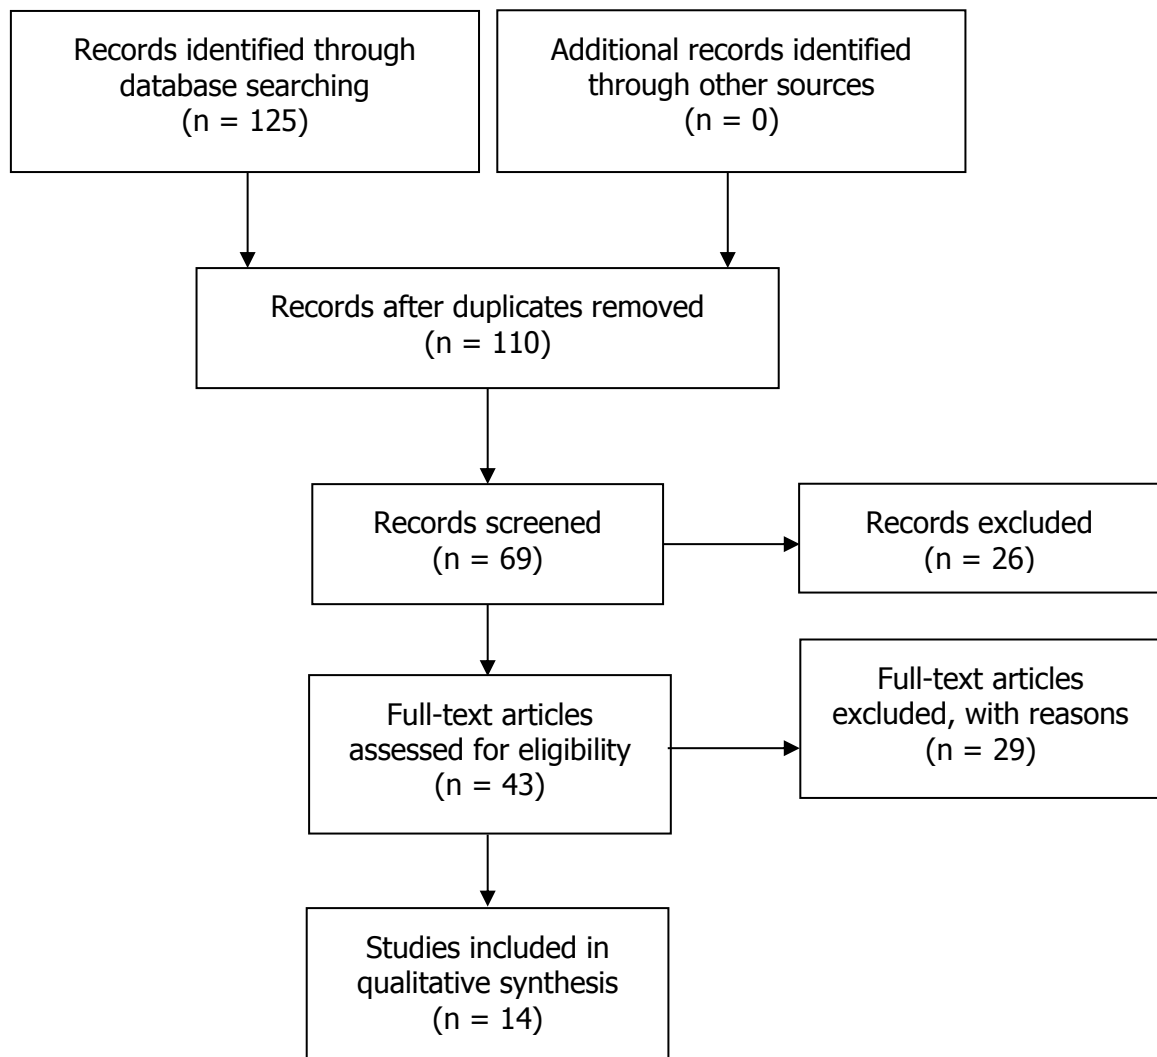 Records identified through
database searching
(n = 125)
Additional records identified
through other sources
(n = 0)
Records after duplicates removed
(n = 110)
Records screened
(n = 69)
Records excluded
(n = 26)
Full-text articles
assessed for eligibility
(n = 43)
Full-text articles
excluded, with reasons
(n = 29)
Studies included in
qualitative synthesis
(n = 14)